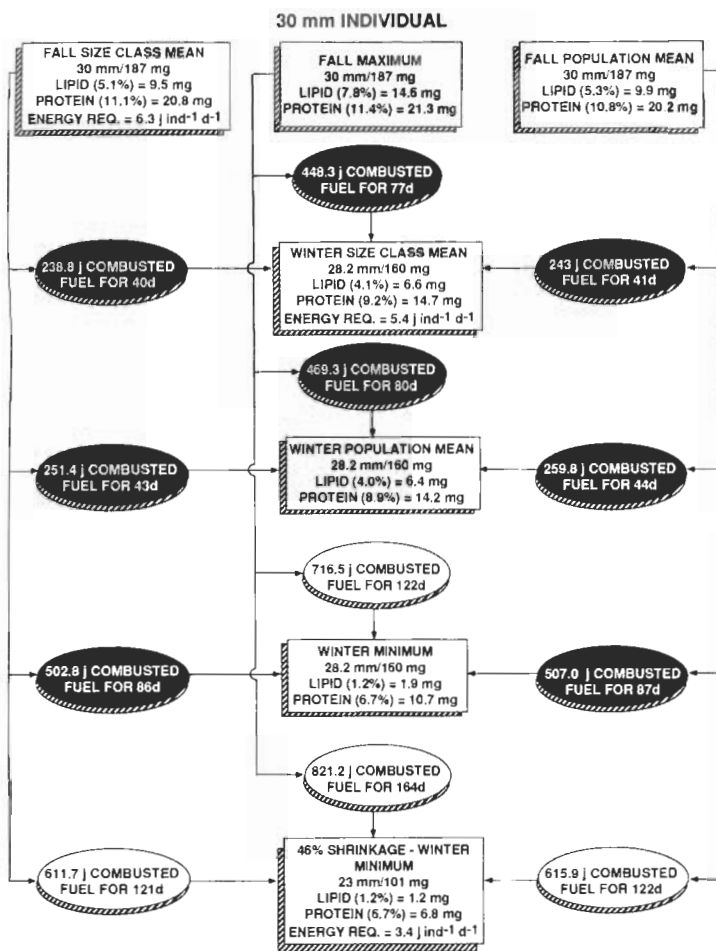 30 mm INDIVIDUAL
FALL SIZE CLASS MEAN
30 mm/187 mg
LIPID (5.1%) = 9.5 mg
PROTEIN (11.1%) = 20.8 mg
ENERGY REQ. = 6.3 j ind-1 d-1
FALL MAXIMUM
30 mm/187 mg
LIPID (7.8%) = 14.6 mg
PROTEIN (11.4%) = 21.3 mg
FALL POPULATION MEAN
30 mm/187 mg
LIPID (5.3%) = 9.9 mg
PROTEIN (10.8%) = 20.2 mg
448.3 j COMBUSTED
FUEL FOR 77d
238.8 j COMBUSTED
FUEL FOR 40d
WINTER SIZE CLASS MEAN
28.2 mm/160 mg
LIPID (4.1%) = 6.6 mg
PROTEIN (9.2%) = 14.7 mg
ENERGY REQ. = 5.4 j ind-1 d-1
243 j COMBUSTED
FUEL FOR 41d
469.3 j COMBUSTED
FUEL FOR 80d
251.4 j COMBUSTED
FUEL FOR 43d
WINTER POPULATION MEAN
28.2 mm/160 mg
LIPID (4.0%) = 6.4 mg
PROTEIN (8.9%) = 14.2 mg
259.8 j COMBUSTED
FUEL FOR 44d
716.5 j COMBUSTED
FUEL FOR 122d
502.8 j COMBUSTED
FUEL FOR 86d
WINTER MINIMUM
28.2 mm/160 mg
LIPID (1.2%) = 1.9 mg
PROTEIN (6.7%) = 10.7 mg
507.0 j COMBUSTED
FUEL FOR 87d
821.2 j COMBUSTED
FUEL FOR 164d
611.7 j COMBUSTED
FUEL FOR 121d
46% SHRINKAGE - WINTER
MINIMUM
23 mm/101 mg
LIPID (1.2%) = 1.2 mg
PROTEIN (6.7%) = 6.8 mg
ENERGY REQ. = 3.4 j ind-1 d-1
615.9 j COMBUSTED
FUEL FOR 122d